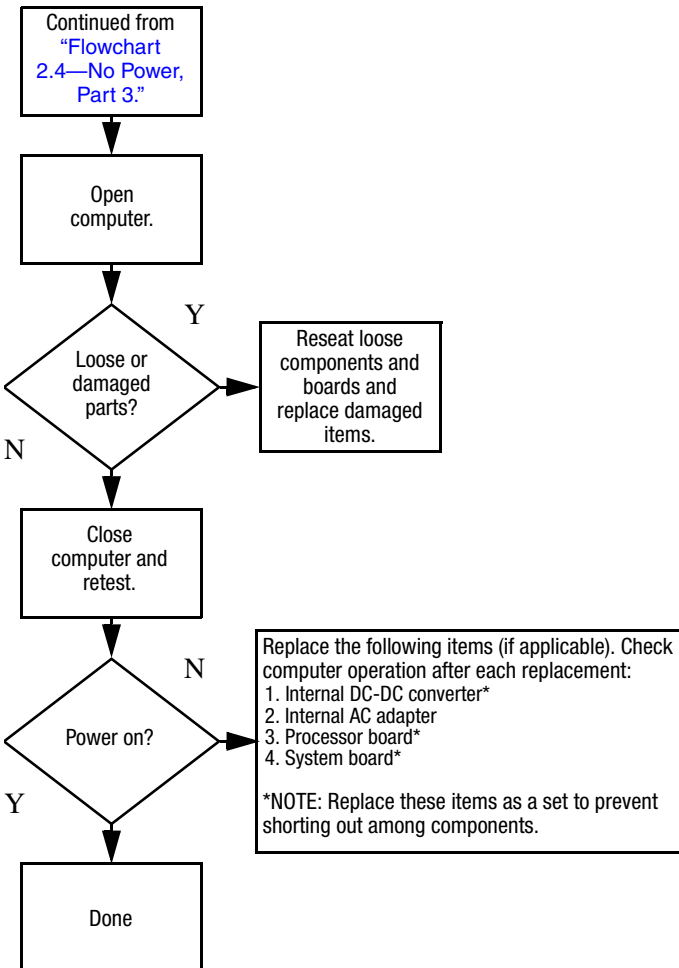 Continued from
“Flowchart
2.4—No Power,
Part 3.”
Open
computer.
Y
Loose or
damaged
parts?
Reseat loose
components and
boards and
replace damaged
items.
N
Close
computer and
retest.
N
Power on?
Replace the following items (if applicable). Check
computer operation after each replacement:
1. Internal DC-DC converter*
2. Internal AC adapter
3. Processor board*
4. System board*
*NOTE: Replace these items as a set to prevent
shorting out among components.
Y
Done